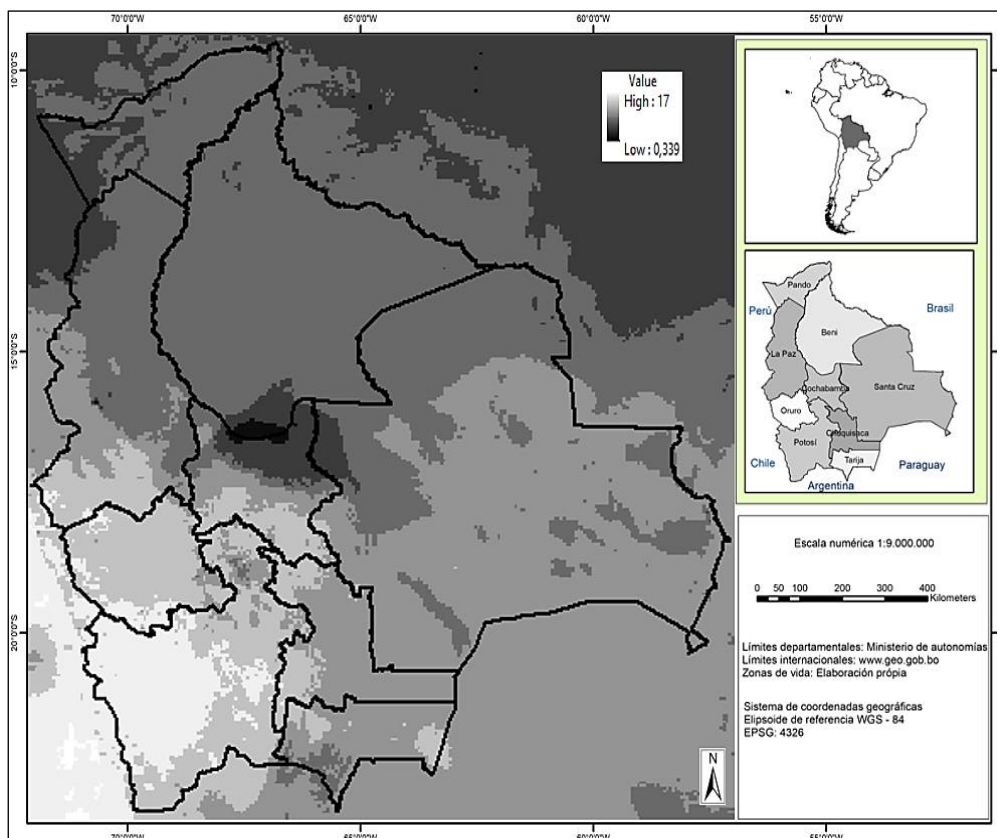 70°0'0"W 65°0'0"W 60°0'0"W 55°0'0"W
10°0'0"S
15°0'0"S
20°0'0"S
Value
High : 17
Low : 0,339
N
Pando
Perú
Brasil
Beni
La Paz
Cochabamba
Santa Cruz
Oruro
Chuquisaca
Potosí
Tarija
Chile
Paraguay
Argentina
Escala numérica 1:9.000.000
0 50 100 200 300 400
Kilometers
Límites departamentales: Ministerio de autonomías
Límites internacionales: www.geo.gob.bo
Zonas de vida: Elaboración própia
Sistema de coordenadas geográficas
Elipsoide de referencia WGS - 84
EPSG: 4326
70°0'0"W 65°0'0"W 60°0'0"W 55°0'0"W